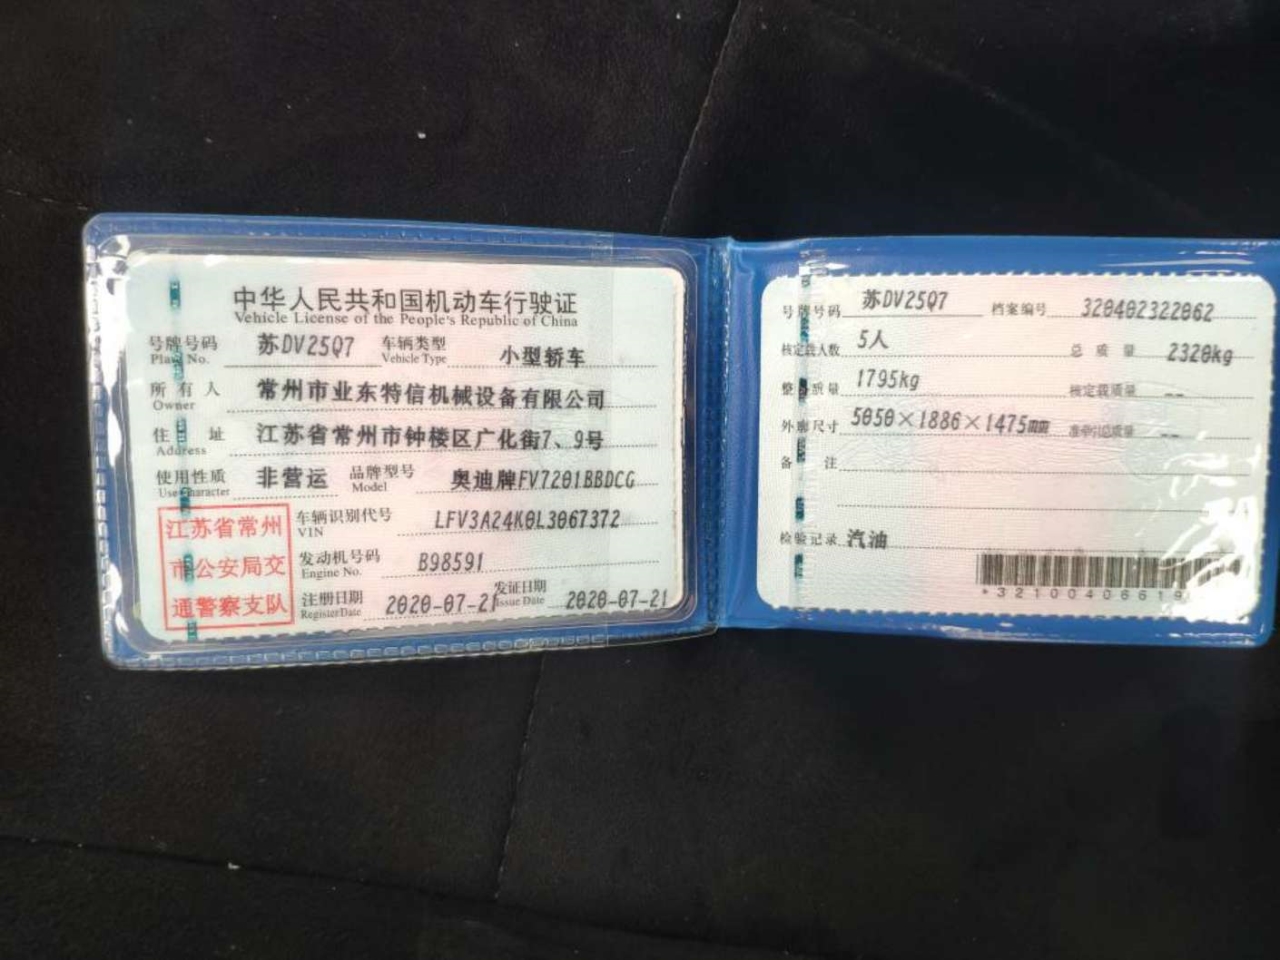 中华人民共和国机动车行驶证
Vehicle License of the People's Republic of China
号牌号码 苏DV25Q7 车辆类型 小型轿车
Plate No. Vehicle Type
所有人 常州市业东特信机械设备有限公司
Owner
住址 江苏省常州市钟楼区广化街7、9号
Address
使用性质 非营运 品牌型号 奥迪牌FV7201BBDCG
Use Character Model
江苏省常州
市公安局交
通警察支队
车辆识别代号 LFV3A24K0L3067372
VIN
发动机号码 B98591
Engine No.
注册日期 2020-07-21 发证日期 2020-07-21
Register Date Issue Date
号牌号码 苏DV25Q7 档案编号 320402322062
核定载人数 5人 总质量 2320kg
整备质量 1795kg 核定载质量 --
外廓尺寸 5050×1886×1475mm 准牵引总质量 --
备注
检验记录 汽油
*32100406619